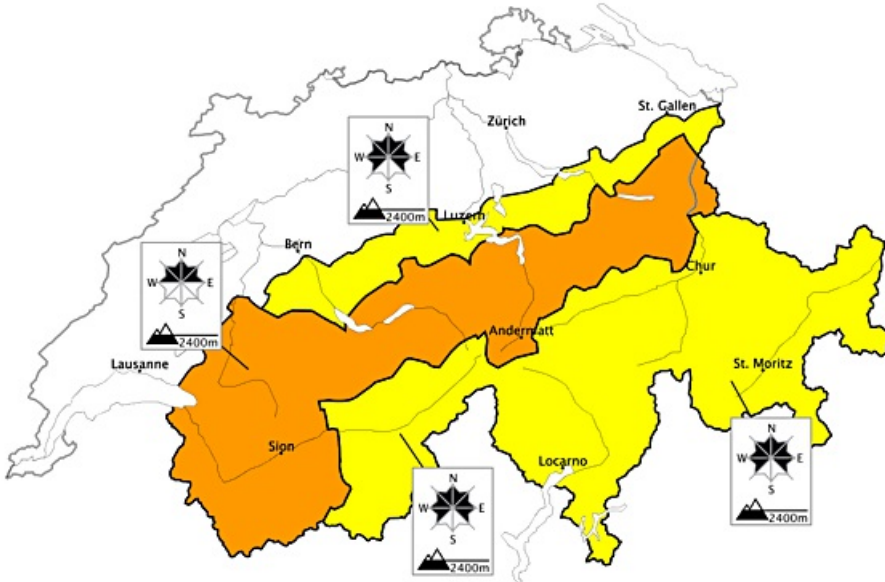 St. Gallen
Zürich
N
W E
S
2400m
Luzern
Bern
N
W E
S
2400m
Chur
Andermatt
Lausanne
St. Moritz
Sion
Locarno
N
W E
S
2400m
N
W E
S
2400m